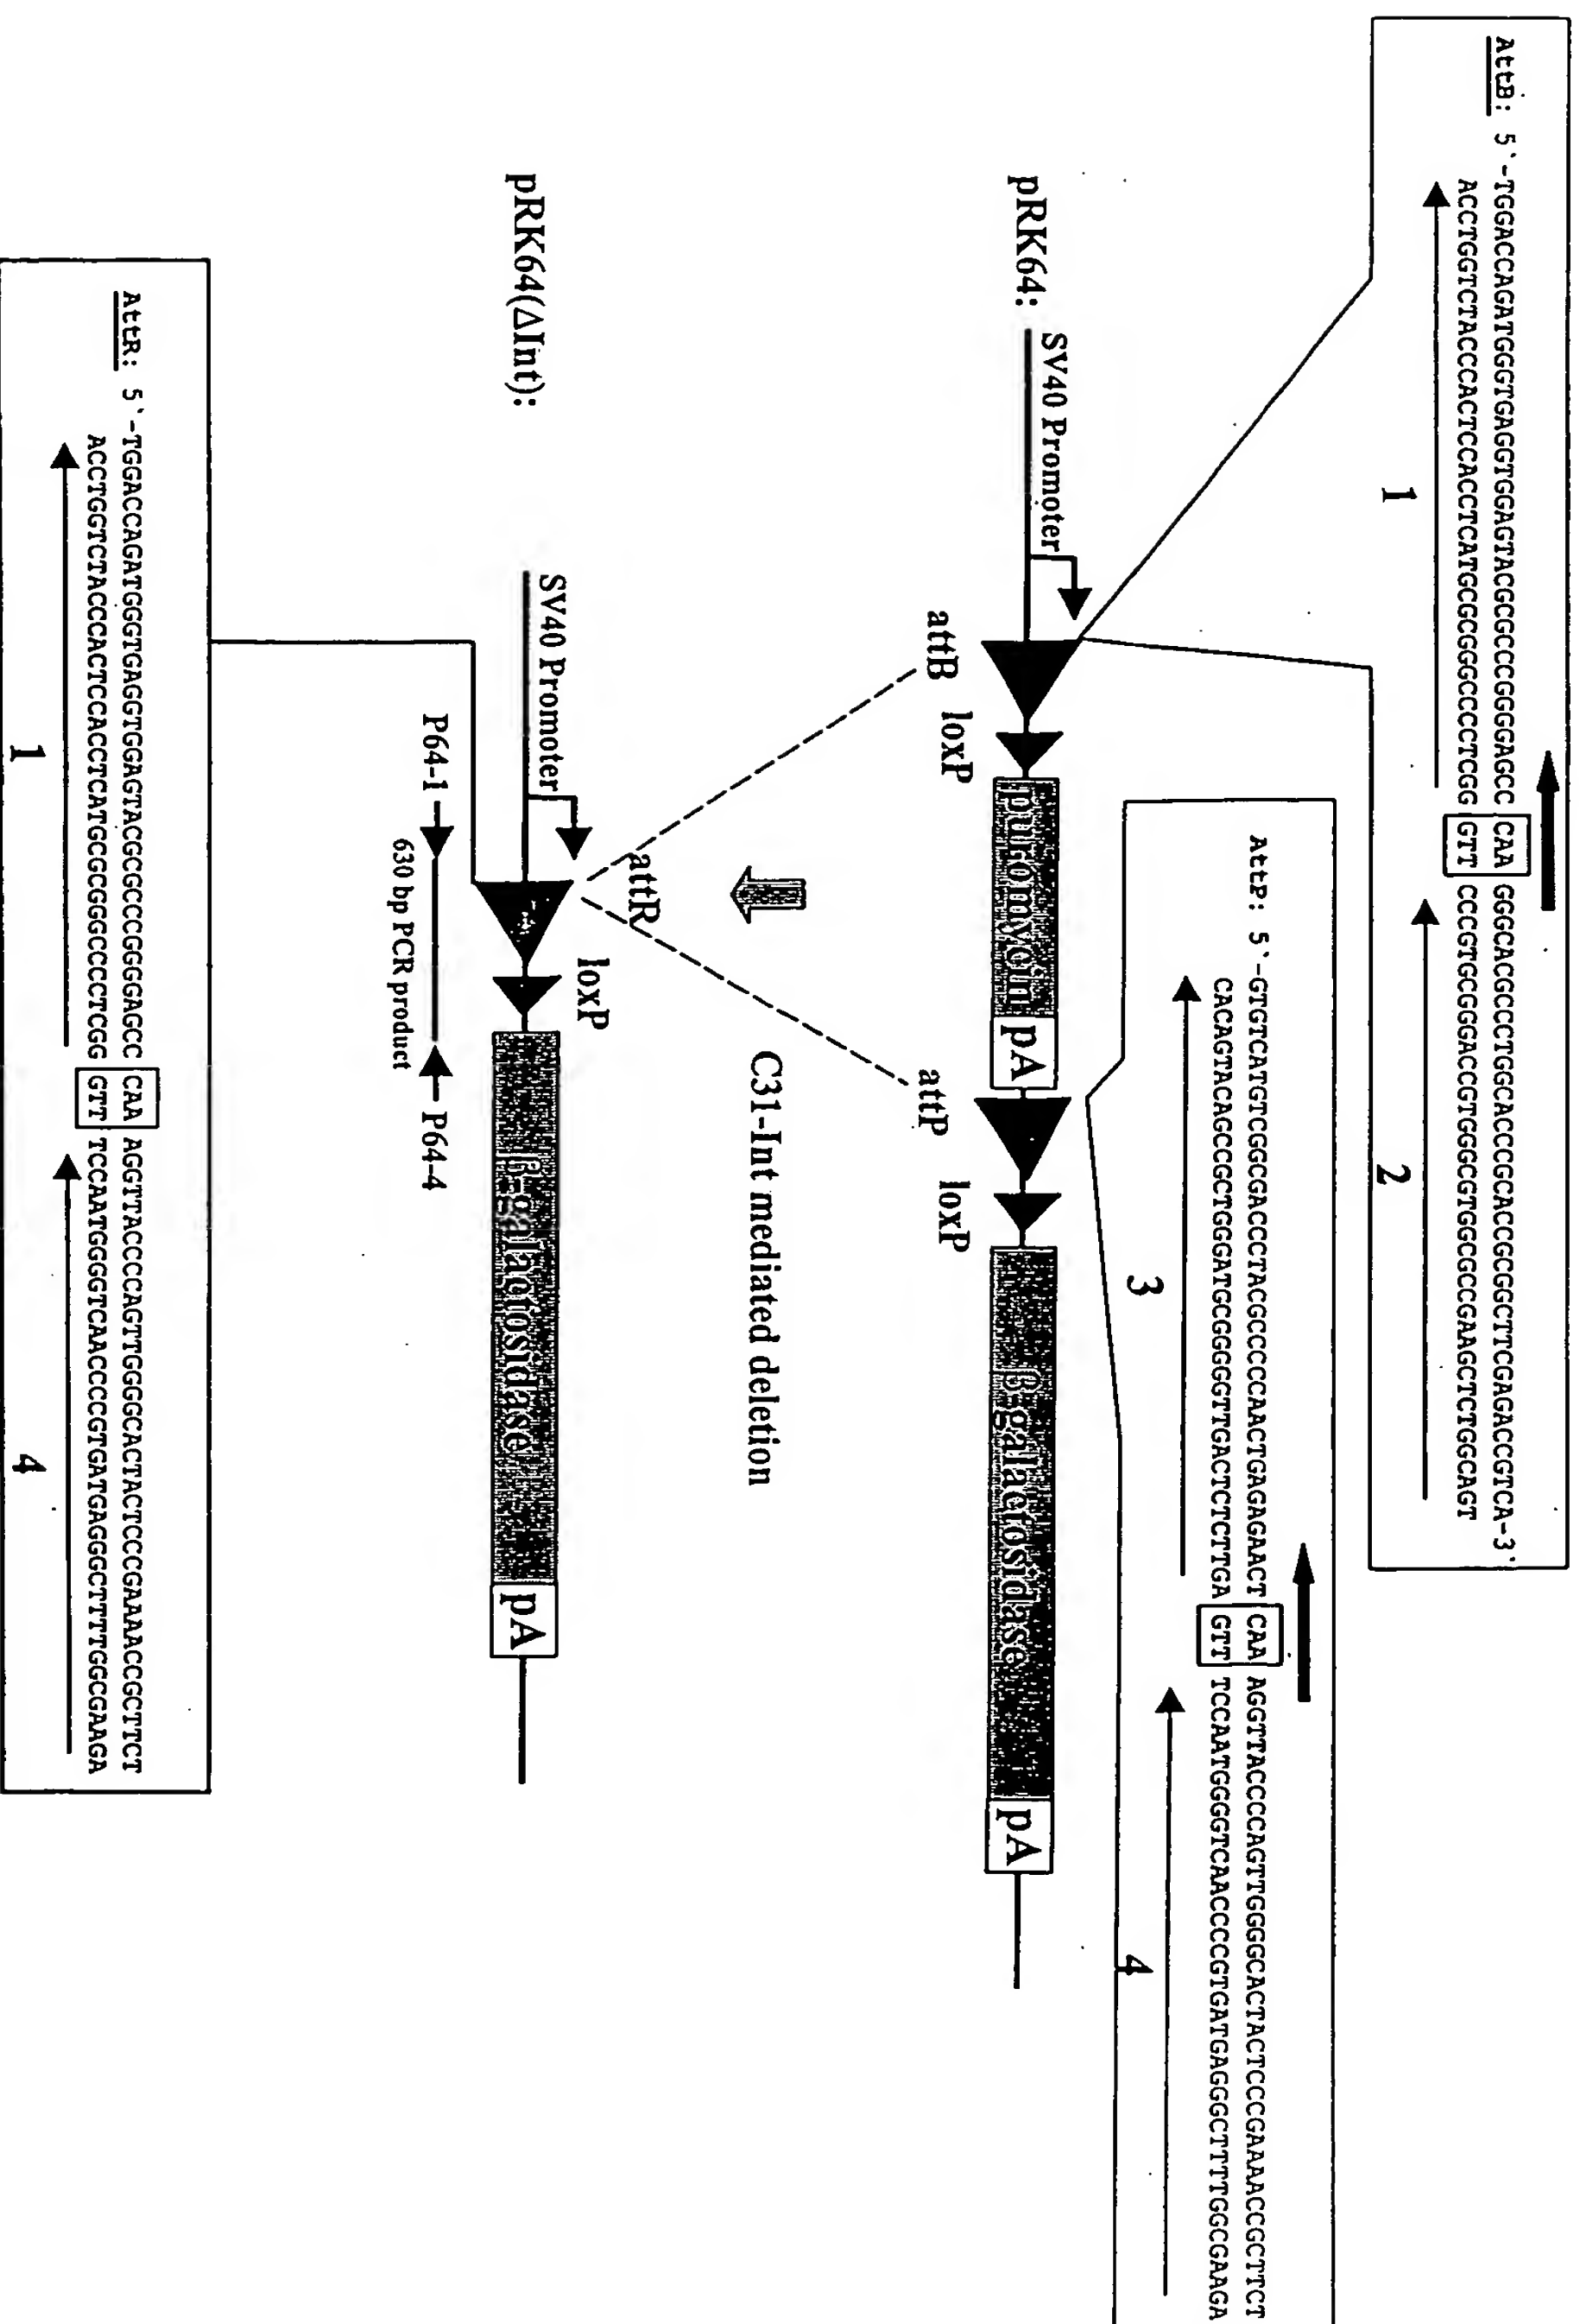 AttB: 5`-TGGACCAGATGGGTGAGGTGGAGTACGCGCCCGGGGAGCC CAA GGGCACGCCCTGGCACCCGCACCGCGGCTTCGAGACCGTCA-3`
ACCTGGTCTACCCACTCCACCTCATGCGCGGGCCCCTCGG GTT CCCGTGCGGGACCGTGGGCGTGGCGCCGAAGCTCTGGCAGT
1
2
AttP: 5`-GTGTCATGTCGGCGACCCTACGCCCCCAACTGAGAGAACT CAA AGGTTACCCCAGTTGGGGCACTACTCCCGAAAACCGCTTCT
CACAGTACAGCCGCTGGGATGCGGGGGTTGACTCTCTTGA GTT TCCAATGGGGTCAACCCCGTGATGAGGGCTTTTGGCGAAGA
3
4
pRK64:
SV40 Promoter
attB
loxP
puromycin
pA
attP
loxP
β-galactosidase
pA
C31-Int mediated deletion
pRK64(ΔInt):
SV40 Promoter
attR
loxP
β-galactosidase
pA
P64-1
630 bp PCR product
P64-4
AttR: 5`-TGGACCAGATGGGTGAGGTGGAGTACGCGCCCGGGGAGCC CAA AGGTTACCCCAGTTGGGGCACTACTCCCGAAAACCGCTTCT
ACCTGGTCTACCCACTCCACCTCATGCGCGGGCCCCTCGG GTT TCCAATGGGGTCAACCCCGTGATGAGGGCTTTTGGCGAAGA
1
4